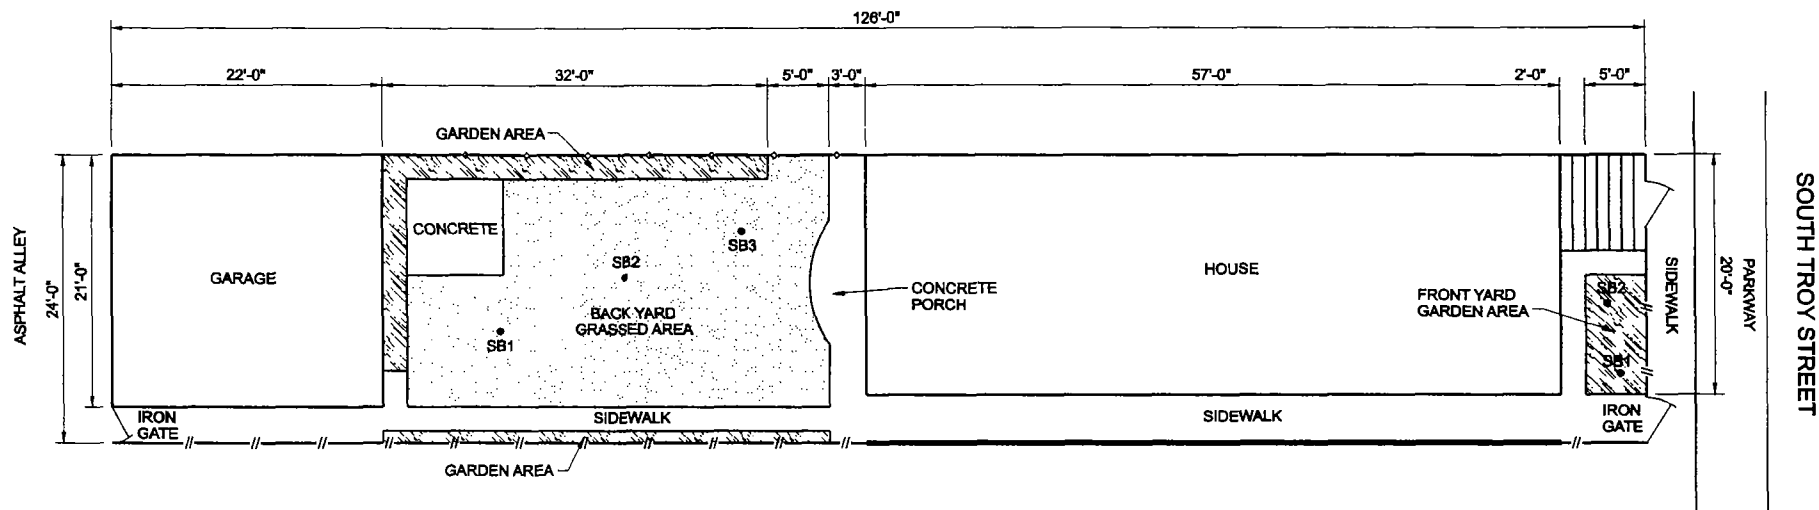 126'-0"
22'-0"
32'-0"
5'-0"
3'-0"
57'-0"
2'-0"
5'-0"
GARDEN AREA
ASPHALT ALLEY
24'-0"
21'-0"
GARAGE
CONCRETE
SB3
SB2
SB1
BACK YARD
GRASSED AREA
CONCRETE
PORCH
HOUSE
FRONT YARD
GARDEN AREA
SB2
SB1
SIDEWALK
20'-0"
PARKWAY
SOUTH TROY STREET
IRON
GATE
SIDEWALK
SIDEWALK
IRON
GATE
GARDEN AREA